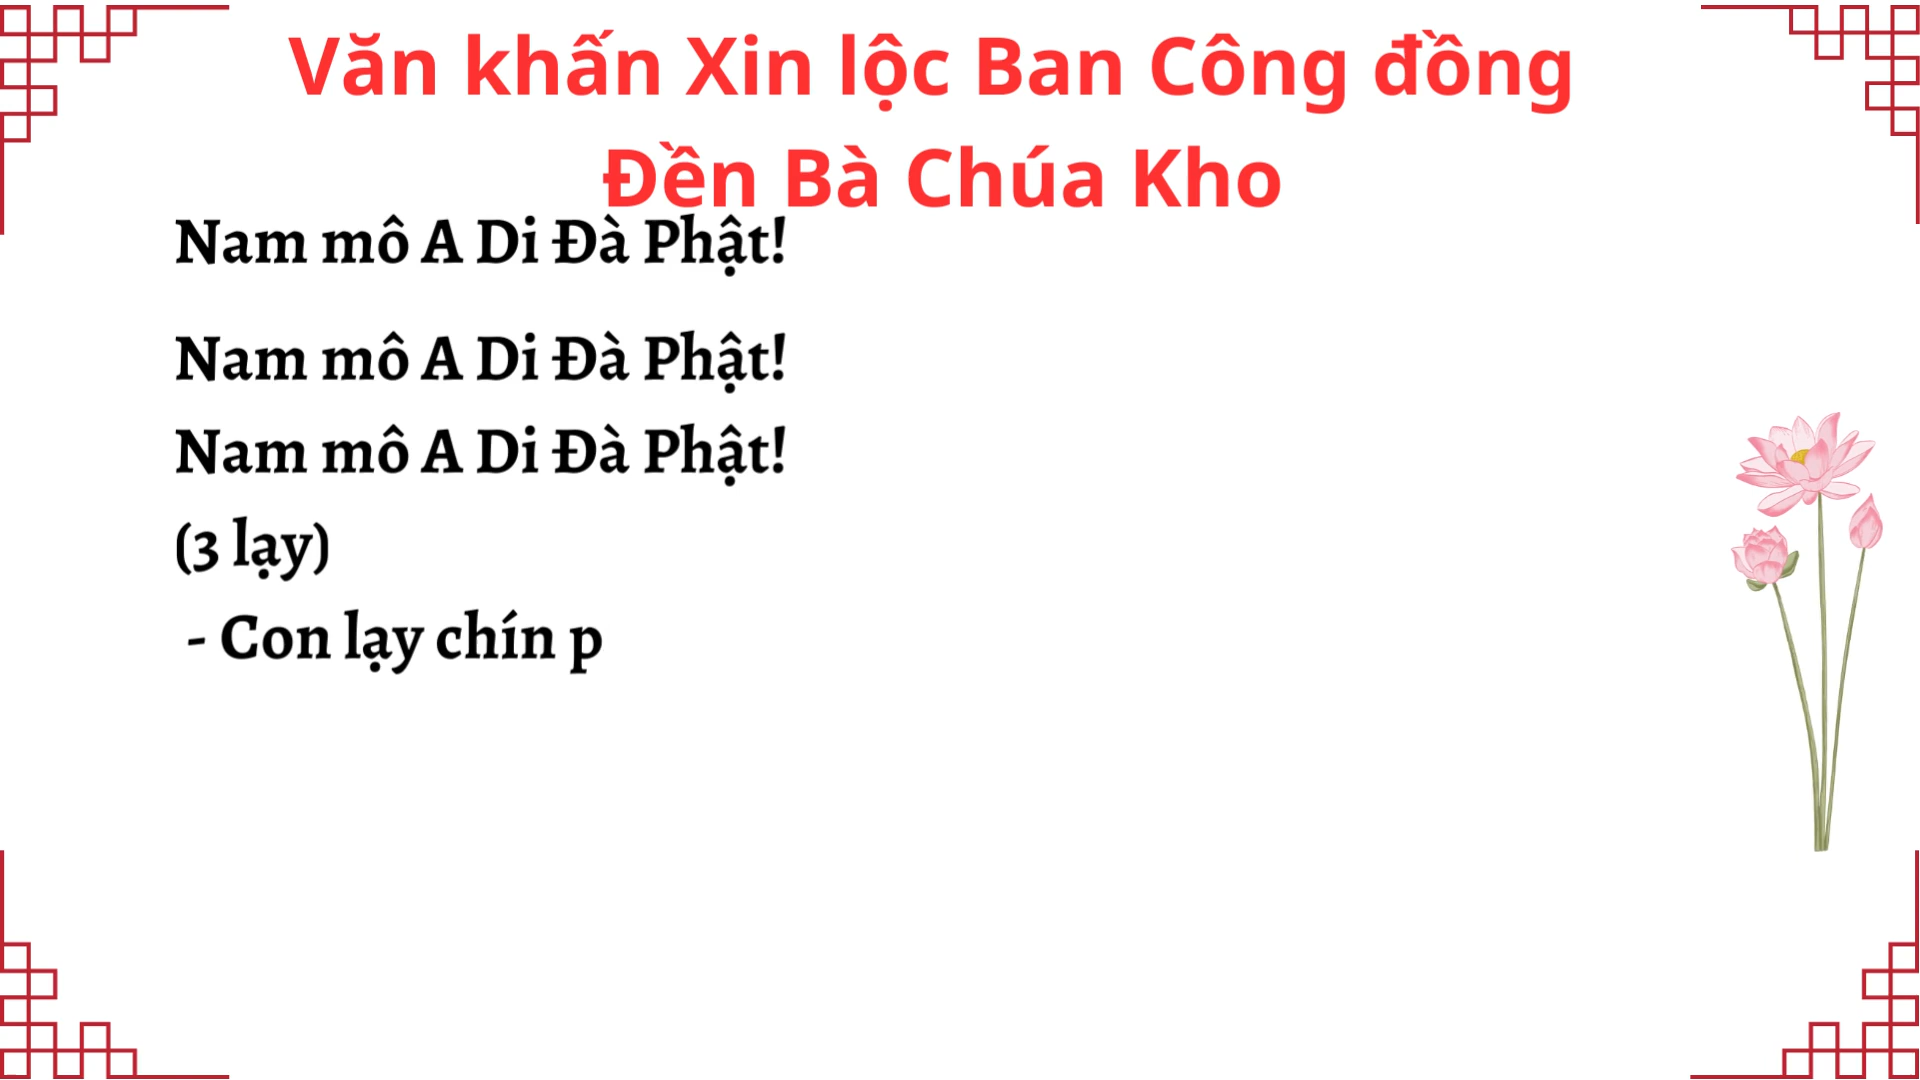 Văn khấn Xin lộc Ban Công đồng
Đền Bà Chúa Kho
Nam mô A Di Đà Phật!
Nam mô A Di Đà Phật!
Nam mô A Di Đà Phật!
(3 lạy)
- Con lạy chín p